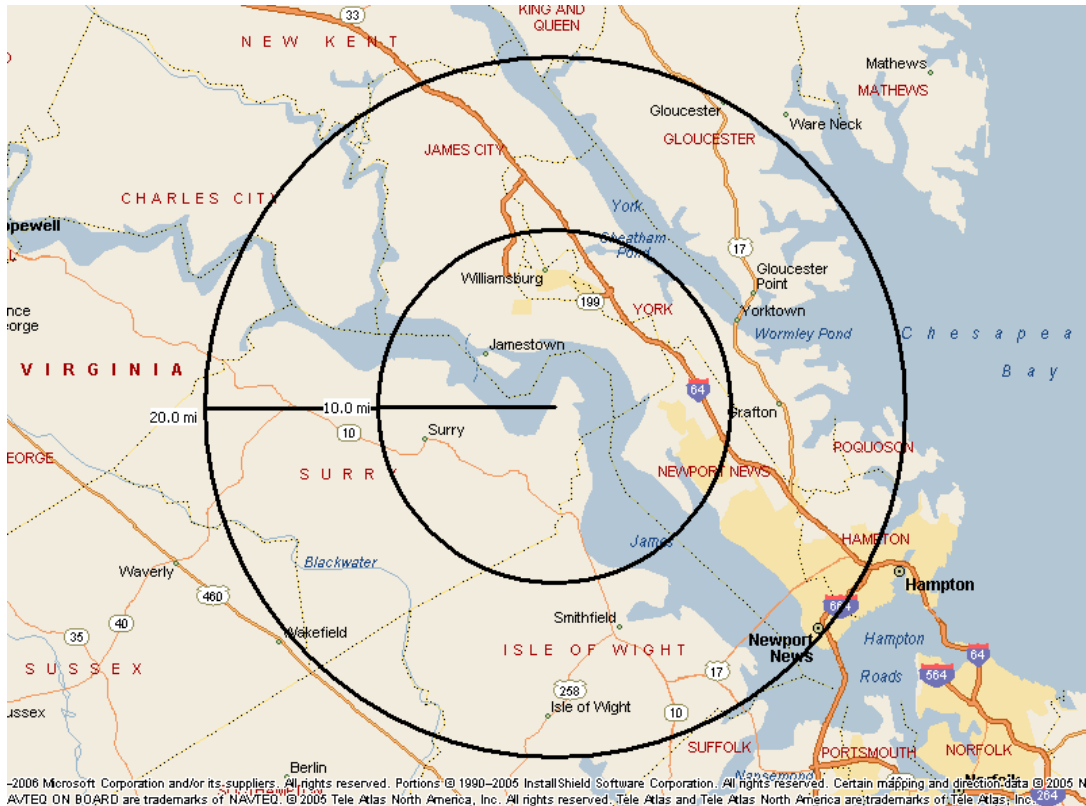 KING AND
QUEEN
33
NEW KENT
Mathews
MATHEWS
Gloucester
Ware Neck
GLOUCESTER
JAMES CITY
CHARLES CITY
York
opewell
Cheatham
Pond
17
Williamsburg
Gloucester
Point
199
YORK
Yorktown
Wormley Pond
Chesapea
Bay
Jamestown
VIRGINIA
64
20.0 mi
10.0 mi
Grafton
10
Surry
POQUOSON
EORGE
SURRY
NEWPORT NEWS
James
HAMPTON
Blackwater
Waverly
Hampton
460
664
Smithfield
40
35
Wakefield
Newport
News
Hampton
ISLE OF WIGHT
64
SUSSEX
17
564
Roads
258
Isle of Wight
10
ussex
SUFFOLK
PORTSMOUTH
NORFOLK
Berlin
Nansemond
264
–2006 Microsoft Corporation and/or its suppliers. All rights reserved. Portions © 1990–2005 InstallShield Software Corporation. All rights reserved. Certain mapping and direction data © 2005 N
AVTEQ ON BOARD are trademarks of NAVTEQ. © 2005 Tele Atlas North America, Inc. All rights reserved. Tele Atlas and Tele Atlas North America are trademarks of Tele Atlas, Inc.